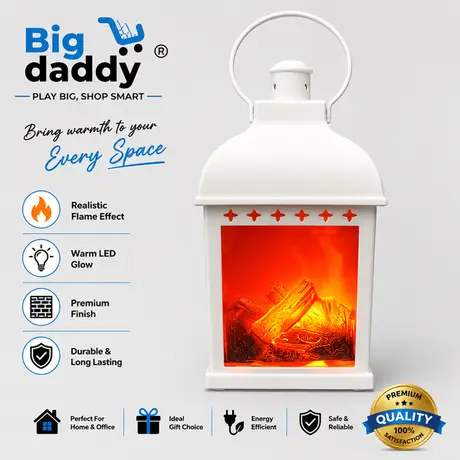 Big
daddy®
PLAY BIG, SHOP SMART
Bring warmth to your
Every Space
Realistic
Flame Effect
Warm LED
Glow
Premium
Finish
Durable &
Long Lasting
Perfect For
Home & Office
Ideal
Gift Choice
Energy
Efficient
Safe &
Reliable
PREMIUM
QUALITY
100%
SATISFACTION